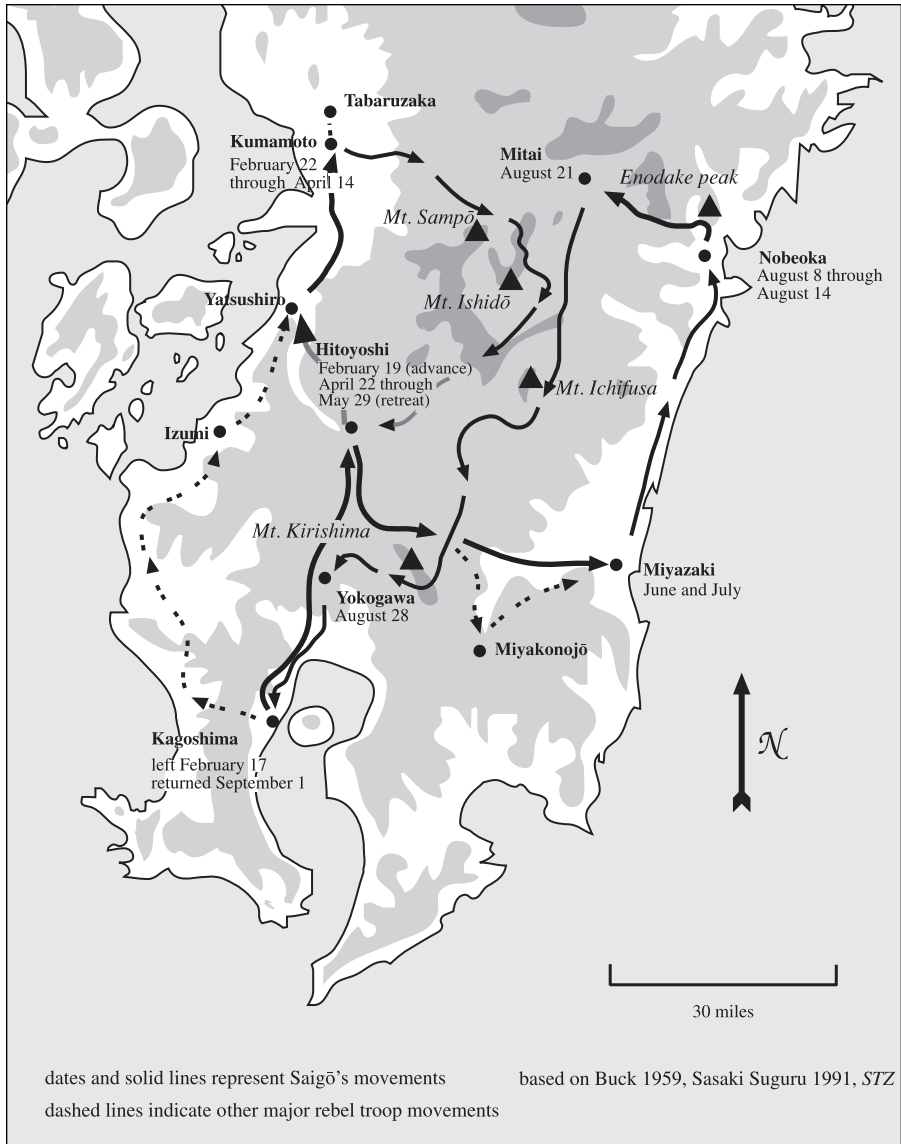 Tabaruzaka
Kumamoto
February 22
through April 14
Mitai
August 21
Enodake peak
Mt. Sampō
Nobeoka
August 8 through
August 14
Mt. Ishidō
Yatsushiro
Hitoyoshi
February 19 (advance)
April 22 through
May 29 (retreat)
Mt. Ichifusa
Izumi
Mt. Kirishima
Miyazaki
June and July
Yokogawa
August 28
Miyakonojō
Kagoshima
left February 17
returned September 1
N
30 miles
dates and solid lines represent Saigō's movements
based on Buck 1959, Sasaki Suguru 1991, STZ
dashed lines indicate other major rebel troop movements